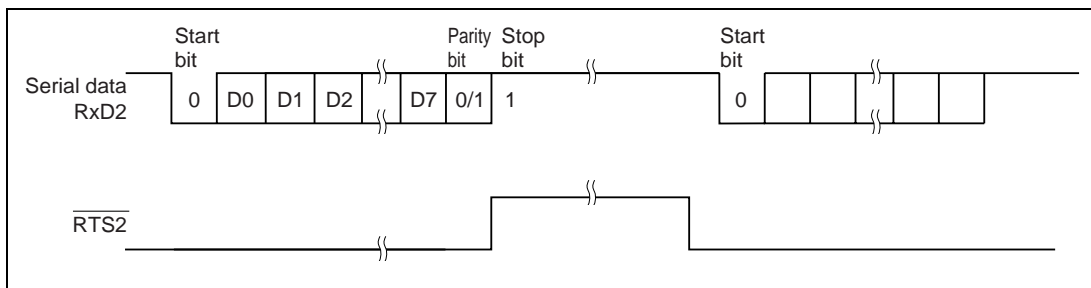 Start bit
Parity bit
Stop bit
Start bit
Serial data
RxD2
0 D0 D1 D2 D7 0/1 1 0
RTS2